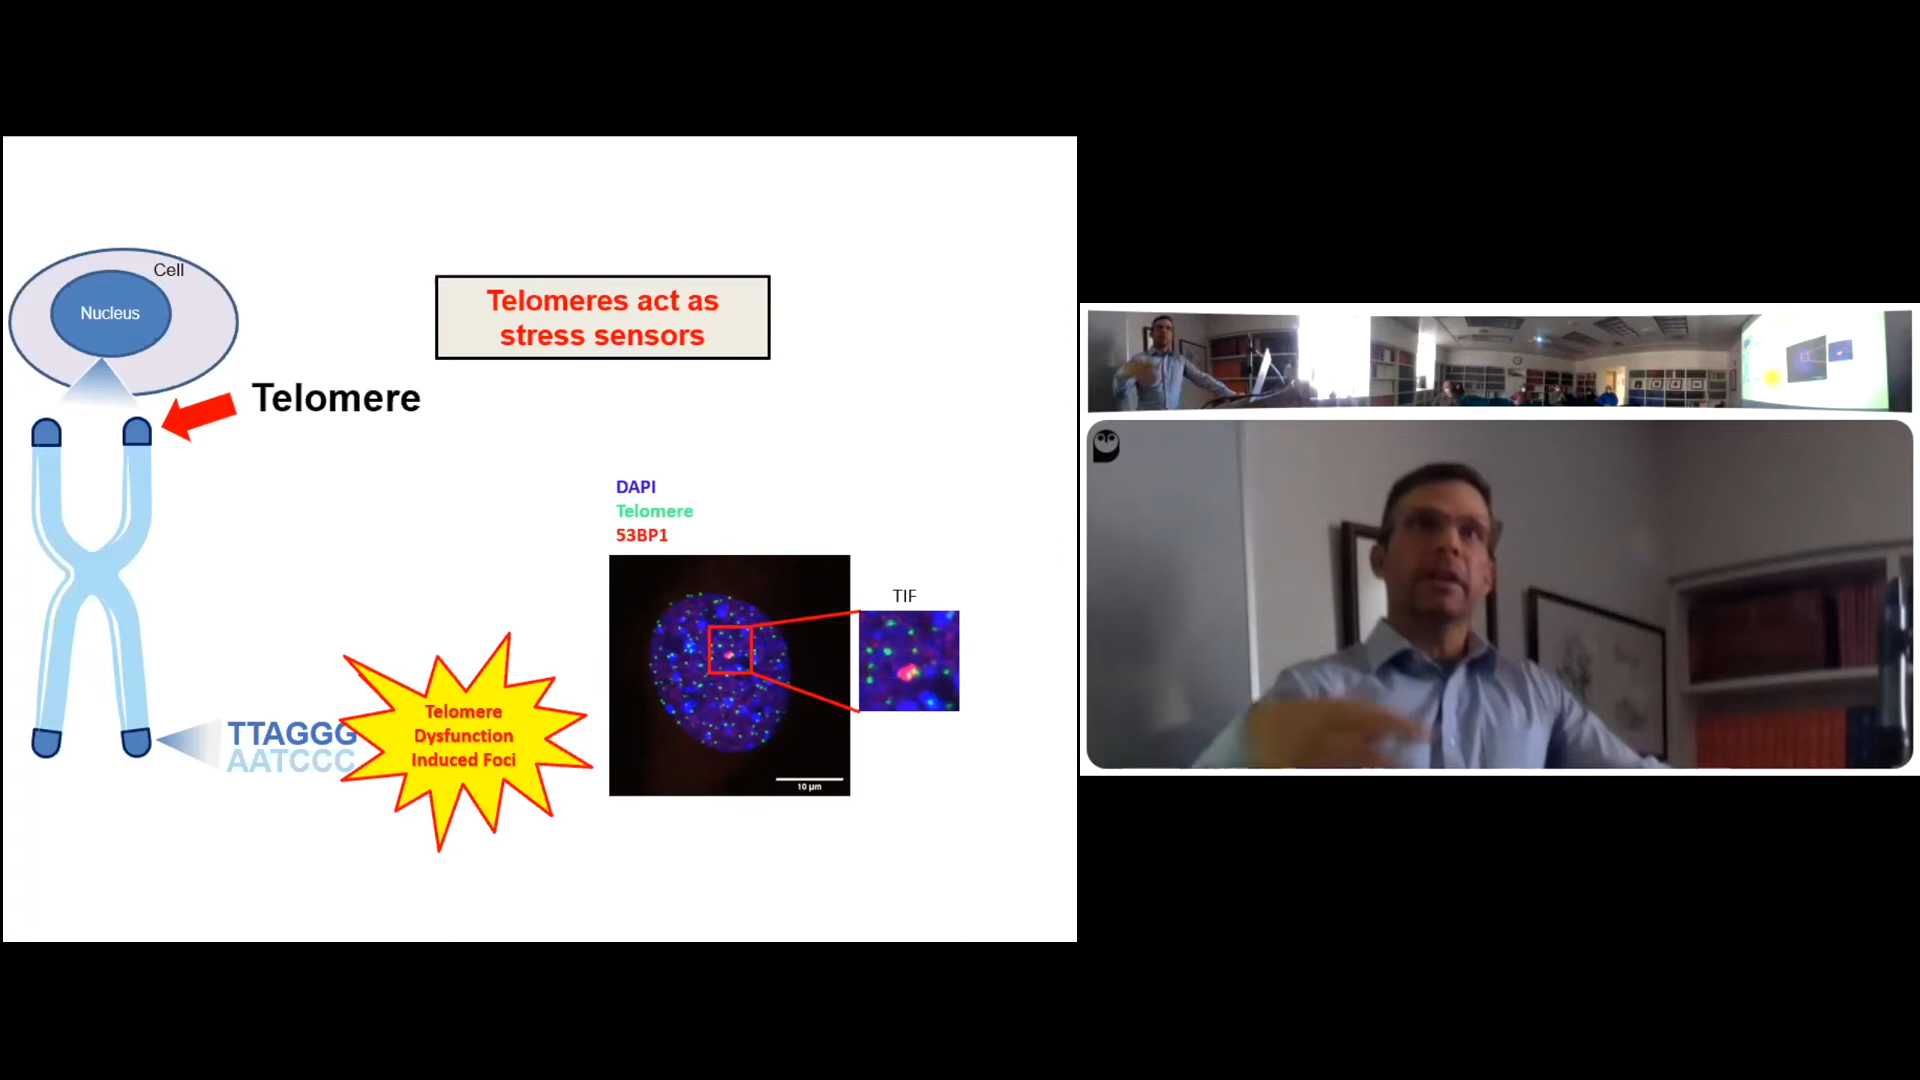 Cell
Nucleus
Telomeres act as
stress sensors
Telomere
DAPI
Telomere
53BP1
TIF
TTAGGG
AATCCC
Telomere
Dysfunction
Induced Foci
10 µm